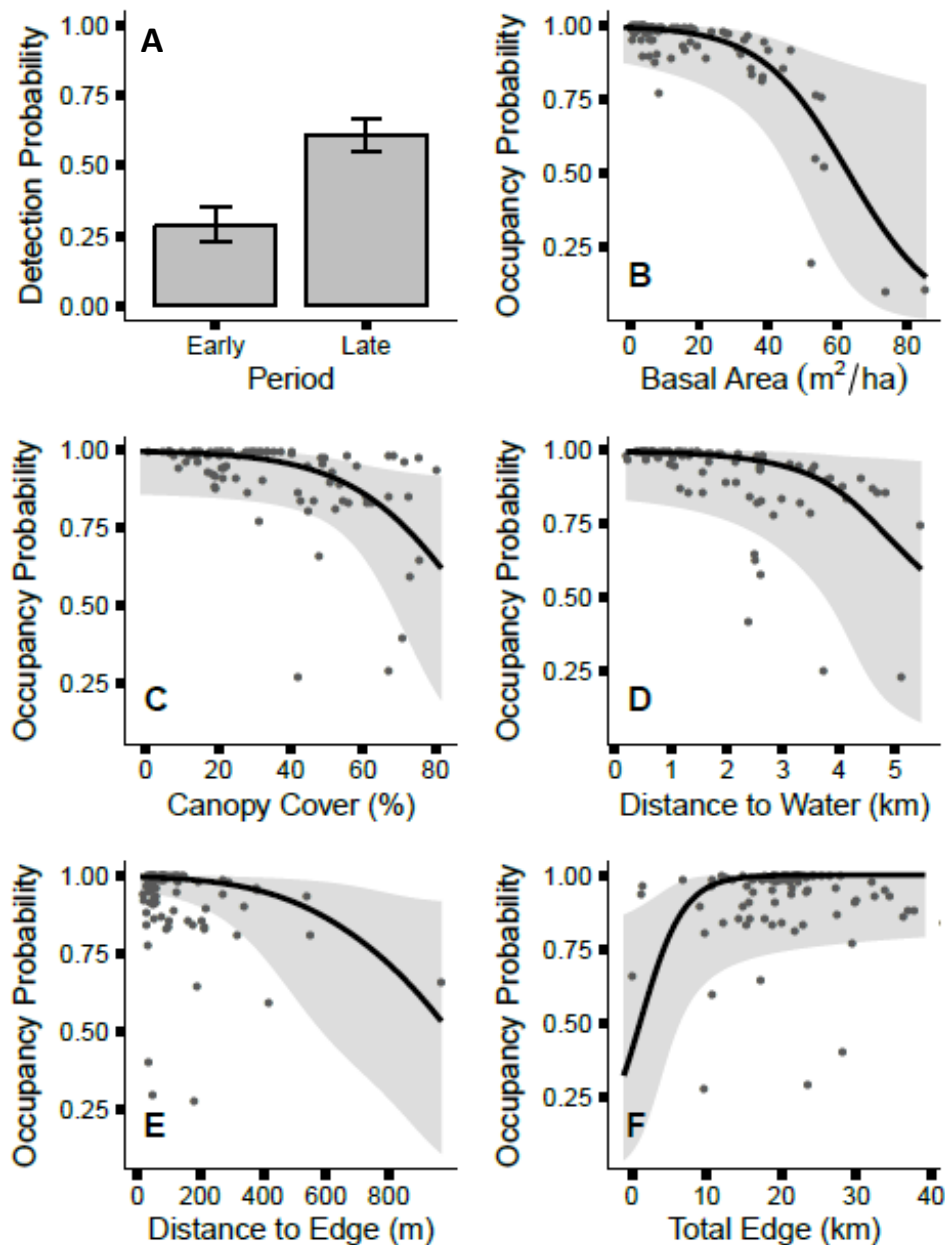 A
Detection Probability
1.00
0.75
0.50
0.25
0.00
Early Late
Period
B
Occupancy Probability
1.00
0.75
0.50
0.25
0 20 40 60 80
Basal Area (m²/ha)
C
Occupancy Probability
1.00
0.75
0.50
0.25
0 20 40 60 80
Canopy Cover (%)
D
Occupancy Probability
1.00
0.75
0.50
0.25
0 1 2 3 4 5
Distance to Water (km)
E
Occupancy Probability
1.00
0.75
0.50
0.25
0 200 400 600 800
Distance to Edge (m)
F
Occupancy Probability
1.00
0.75
0.50
0.25
0 10 20 30 40
Total Edge (km)